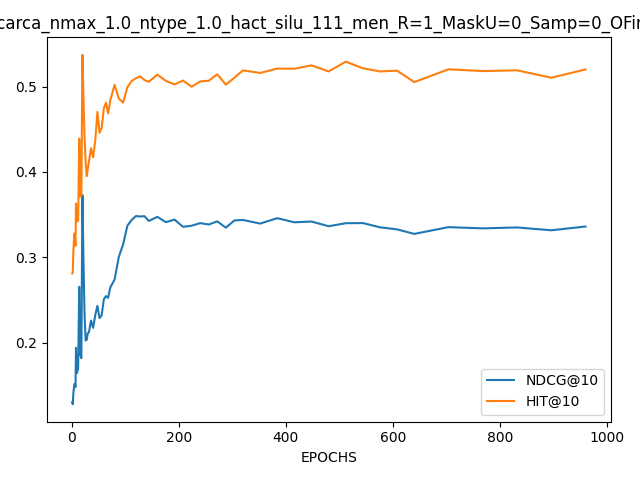 carca_nmax_1.0_ntype_1.0_hact_silu_111_men_R=1_MaskU=0_Samp=0_OFin
0.5
0.4
0.3
0.2
NDCG@10
HIT@10
0 200 400 600 800 1000
EPOCHS